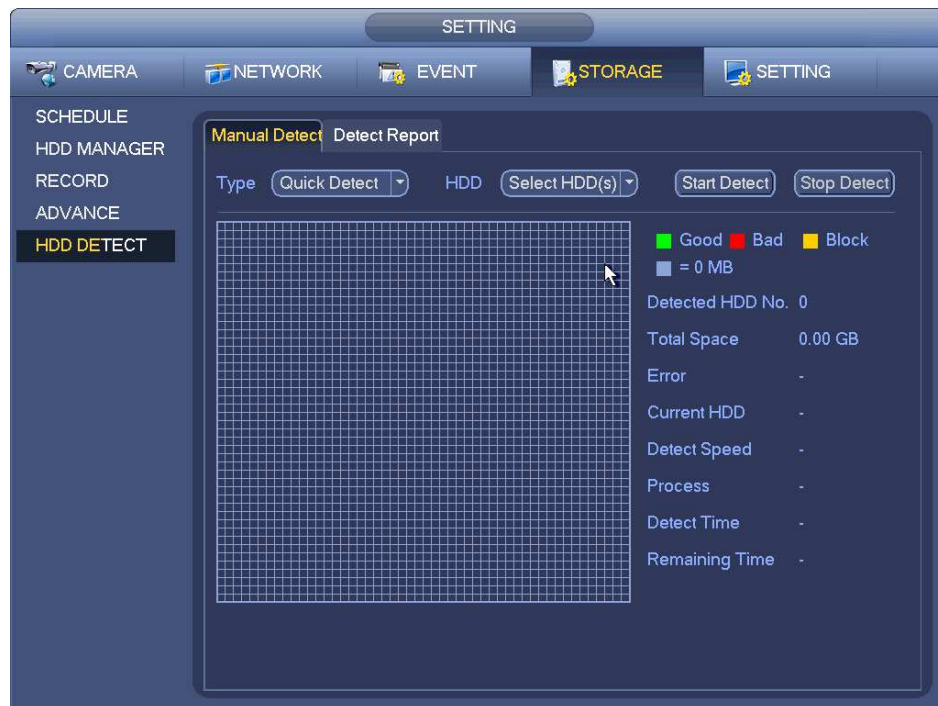 SETTING
CAMERA NETWORK EVENT STORAGE SETTING
SCHEDULE
HDD MANAGER
RECORD
ADVANCE
HDD DETECT
Manual Detect Detect Report
Type Quick Detect HDD Select HDD(s) Start Detect Stop Detect
Good Bad Block
= 0 MB
Detected HDD No. 0
Total Space 0.00 GB
Error -
Current HDD -
Detect Speed -
Process -
Detect Time -
Remaining Time -